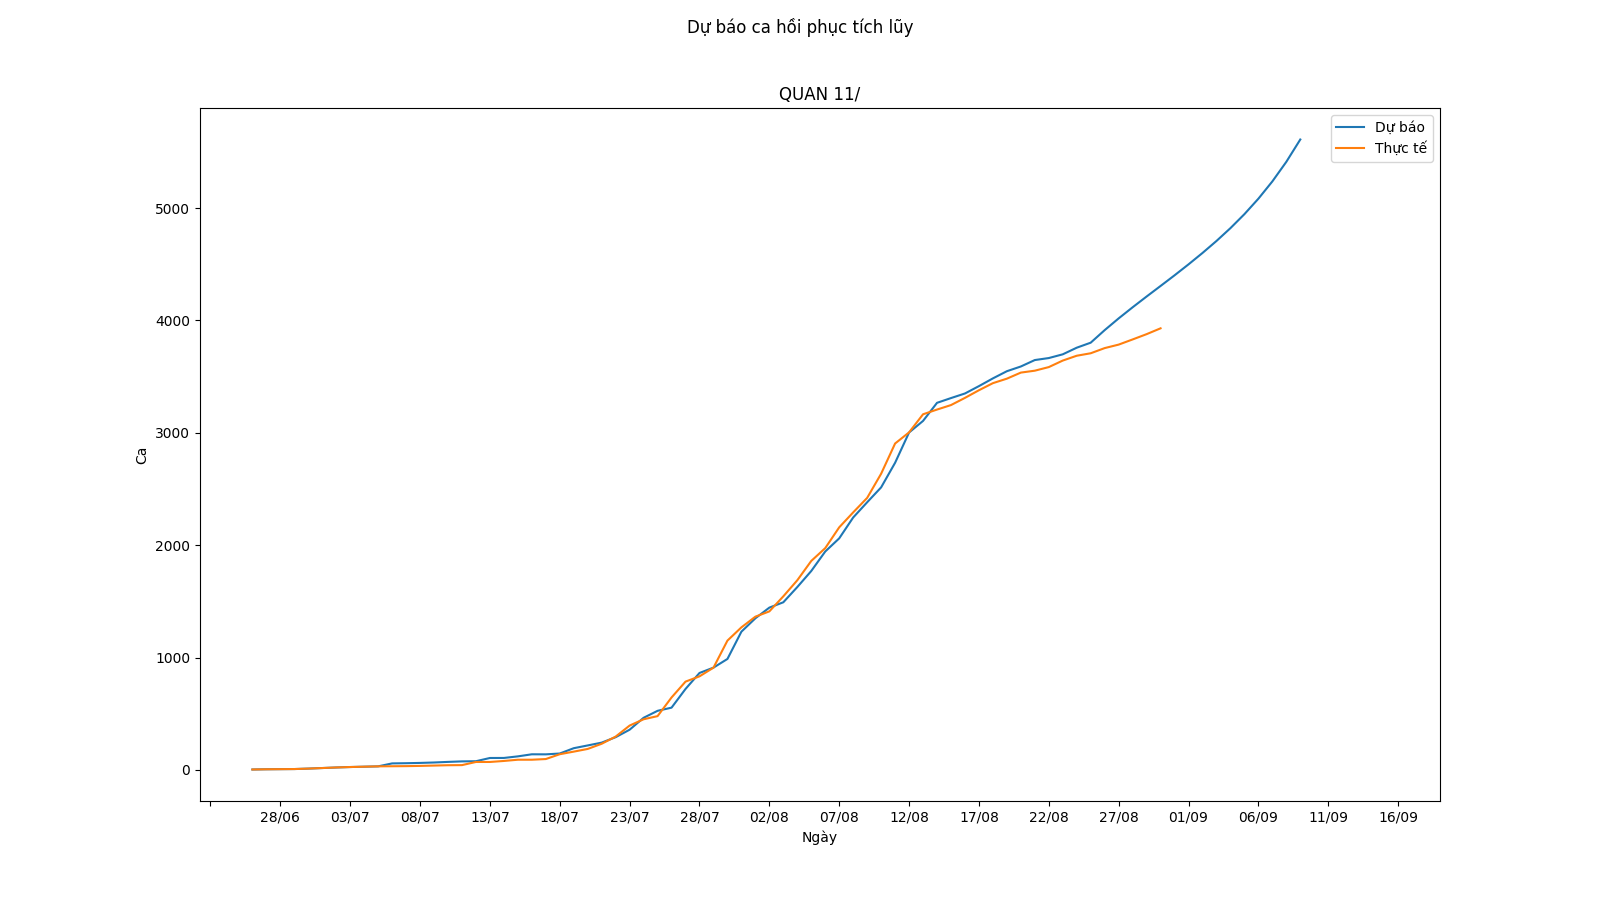 Dự báo ca hồi phục tích lũy
QUAN 11/
Dự báo
Thực tế
5000
4000
3000
2000
1000
0
Ca
28/06 03/07 08/07 13/07 18/07 23/07 28/07 02/08 07/08 12/08 17/08 22/08 27/08 01/09 06/09 11/09 16/09
Ngày